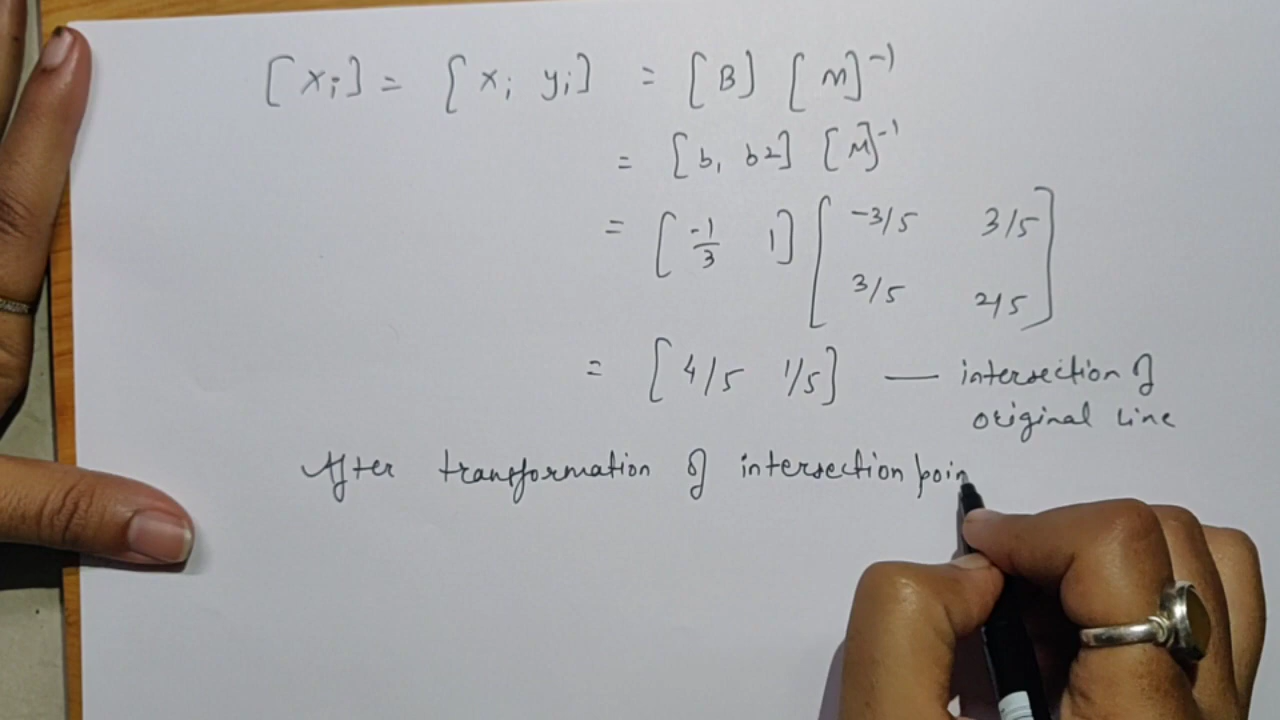 [xi] = [xi yi] = [B] [M]⁻¹
= [b1 b2] [M]⁻¹
= [-1/3 1] [-3/5 3/5
3/5 2/5]
= [4/5 1/5] — intersection of
original line
After transformation of intersection poin